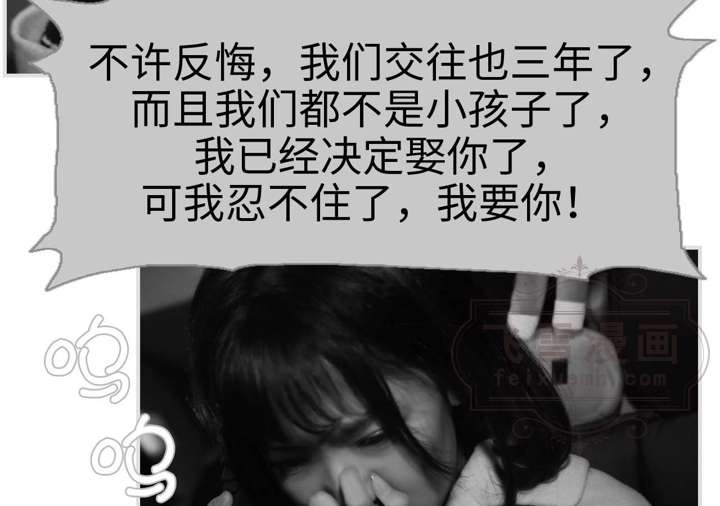 不许反悔，我们交往也三年了，
而且我们都不是小孩子了，
我已经决定娶你了，
可我忍不住了，我要你！
呜
呜
漫画